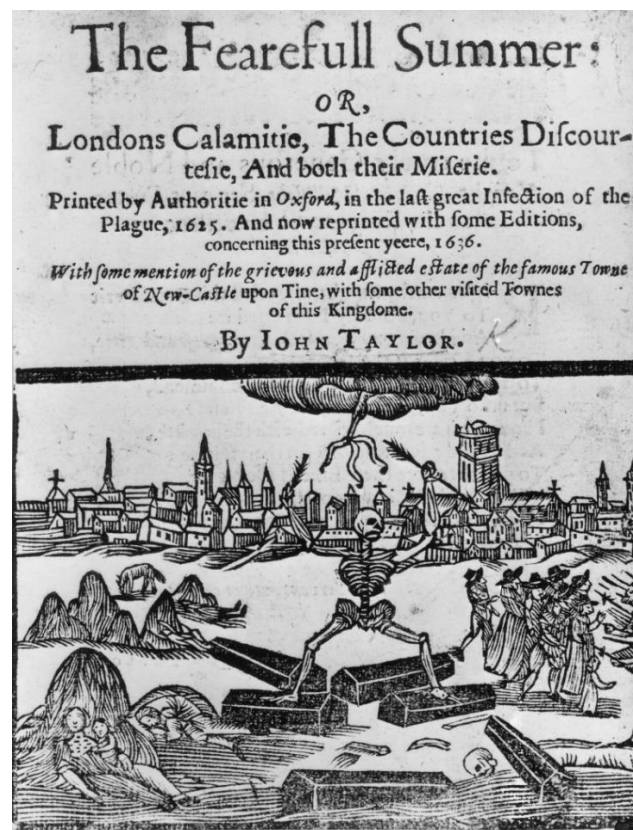 The Fearefull Summer:
OR,
Londons Calamitie, The Countries Diſcour-
teſie, And both their Miſerie.
Printed by Authoritie in Oxford, in the laſt great Infection of the
Plague, 1625. And now reprinted with ſome Editions,
concerning this preſent yeere, 1636.
With ſome mention of the grievous and afflicted eſtate of the famous Towne
of New-Caſtle upon Tine, with ſome other viſited Townes
of this Kingdome.
By IOHN TAYLOR.